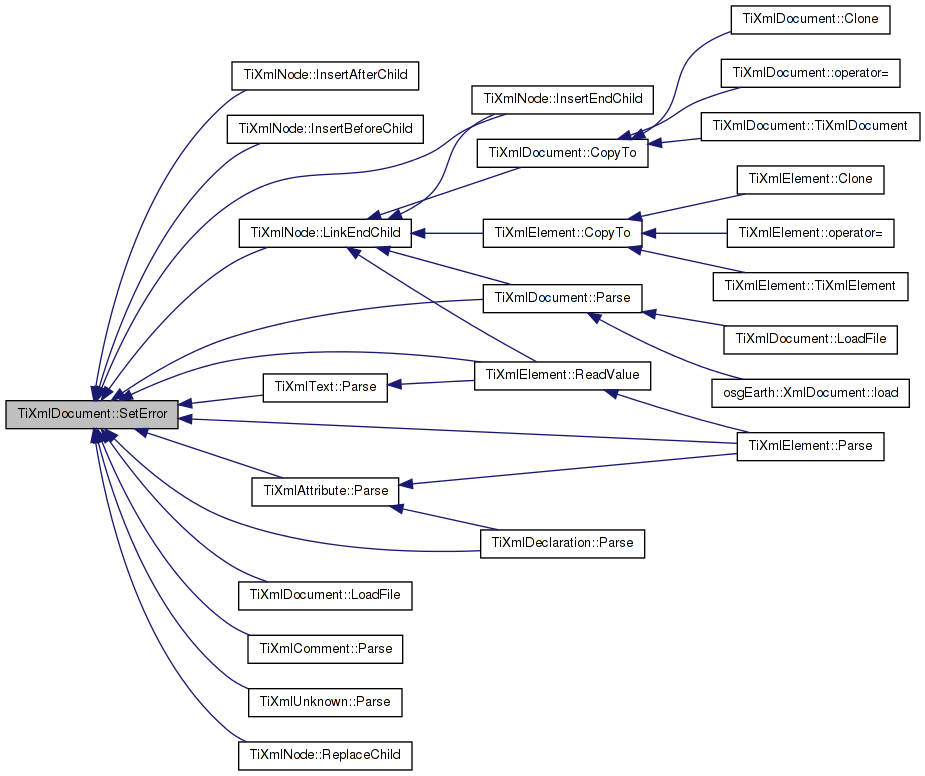 TiXmlDocument::Clone
TiXmlNode::InsertAfterChild
TiXmlDocument::operator=
TiXmlNode::InsertEndChild
TiXmlNode::InsertBeforeChild
TiXmlDocument::TiXmlDocument
TiXmlDocument::CopyTo
TiXmlElement::Clone
TiXmlNode::LinkEndChild
TiXmlElement::CopyTo
TiXmlElement::operator=
TiXmlElement::TiXmlElement
TiXmlDocument::Parse
TiXmlDocument::LoadFile
TiXmlElement::ReadValue
TiXmlText::Parse
osgEarth::XmlDocument::load
TiXmlDocument::SetError
TiXmlElement::Parse
TiXmlAttribute::Parse
TiXmlDeclaration::Parse
TiXmlDocument::LoadFile
TiXmlComment::Parse
TiXmlUnknown::Parse
TiXmlNode::ReplaceChild